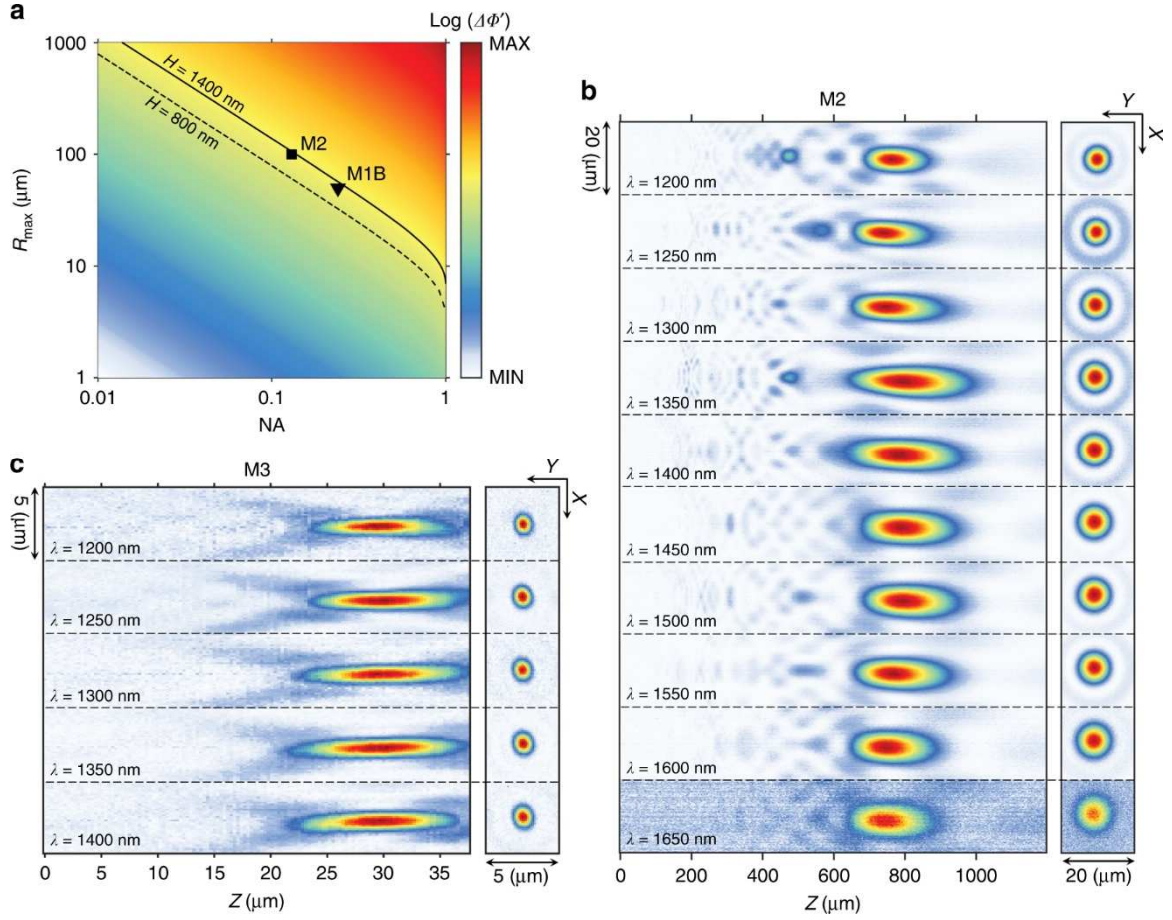 a
Log (ΔΦ′)
1000
100
10
1
R_max (μm)
0.01
0.1
1
NA
H = 1400 nm
H = 800 nm
M2
M1B
MAX
MIN
b
M2
Y
X
20 (μm)
λ = 1200 nm
λ = 1250 nm
λ = 1300 nm
λ = 1350 nm
λ = 1400 nm
λ = 1450 nm
λ = 1500 nm
λ = 1550 nm
λ = 1600 nm
λ = 1650 nm
0 200 400 600 800 1000
Z (μm)
20 (μm)
c
M3
Y
X
5 (μm)
λ = 1200 nm
λ = 1250 nm
λ = 1300 nm
λ = 1350 nm
λ = 1400 nm
0 5 10 15 20 25 30 35
Z (μm)
5 (μm)